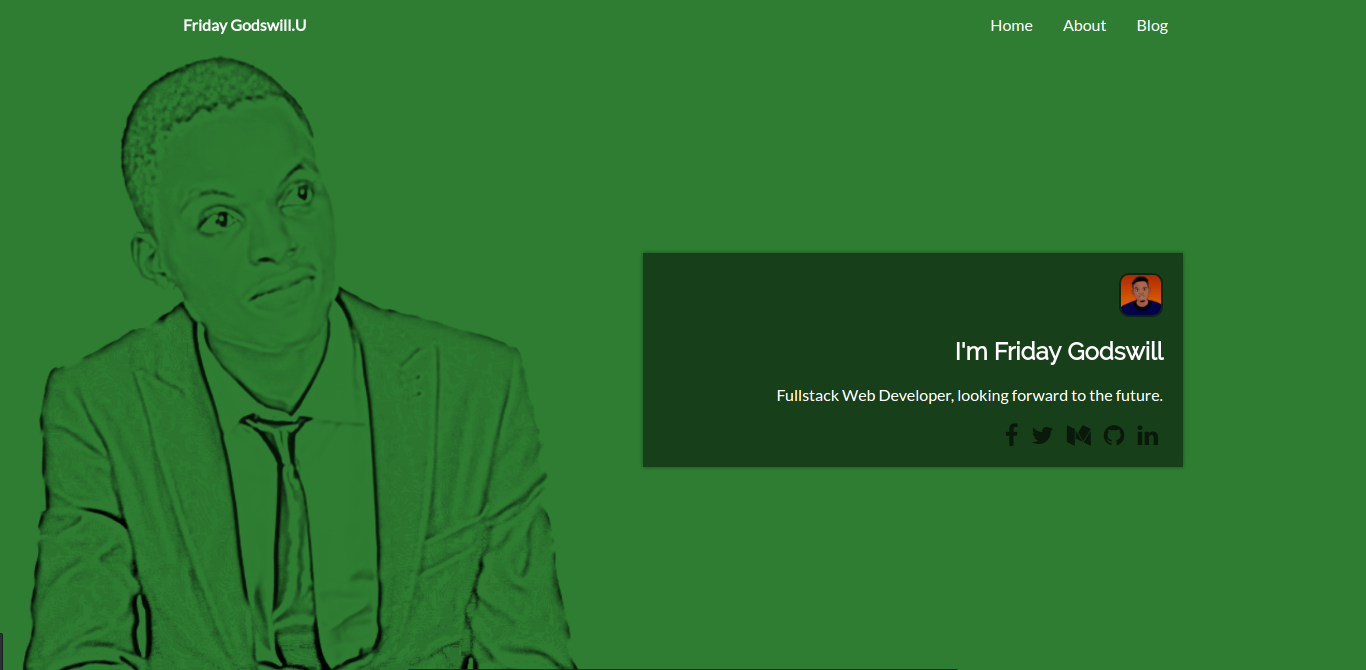 Friday Godswill.U
Home About Blog
I'm Friday Godswill
Fullstack Web Developer, looking forward to the future.